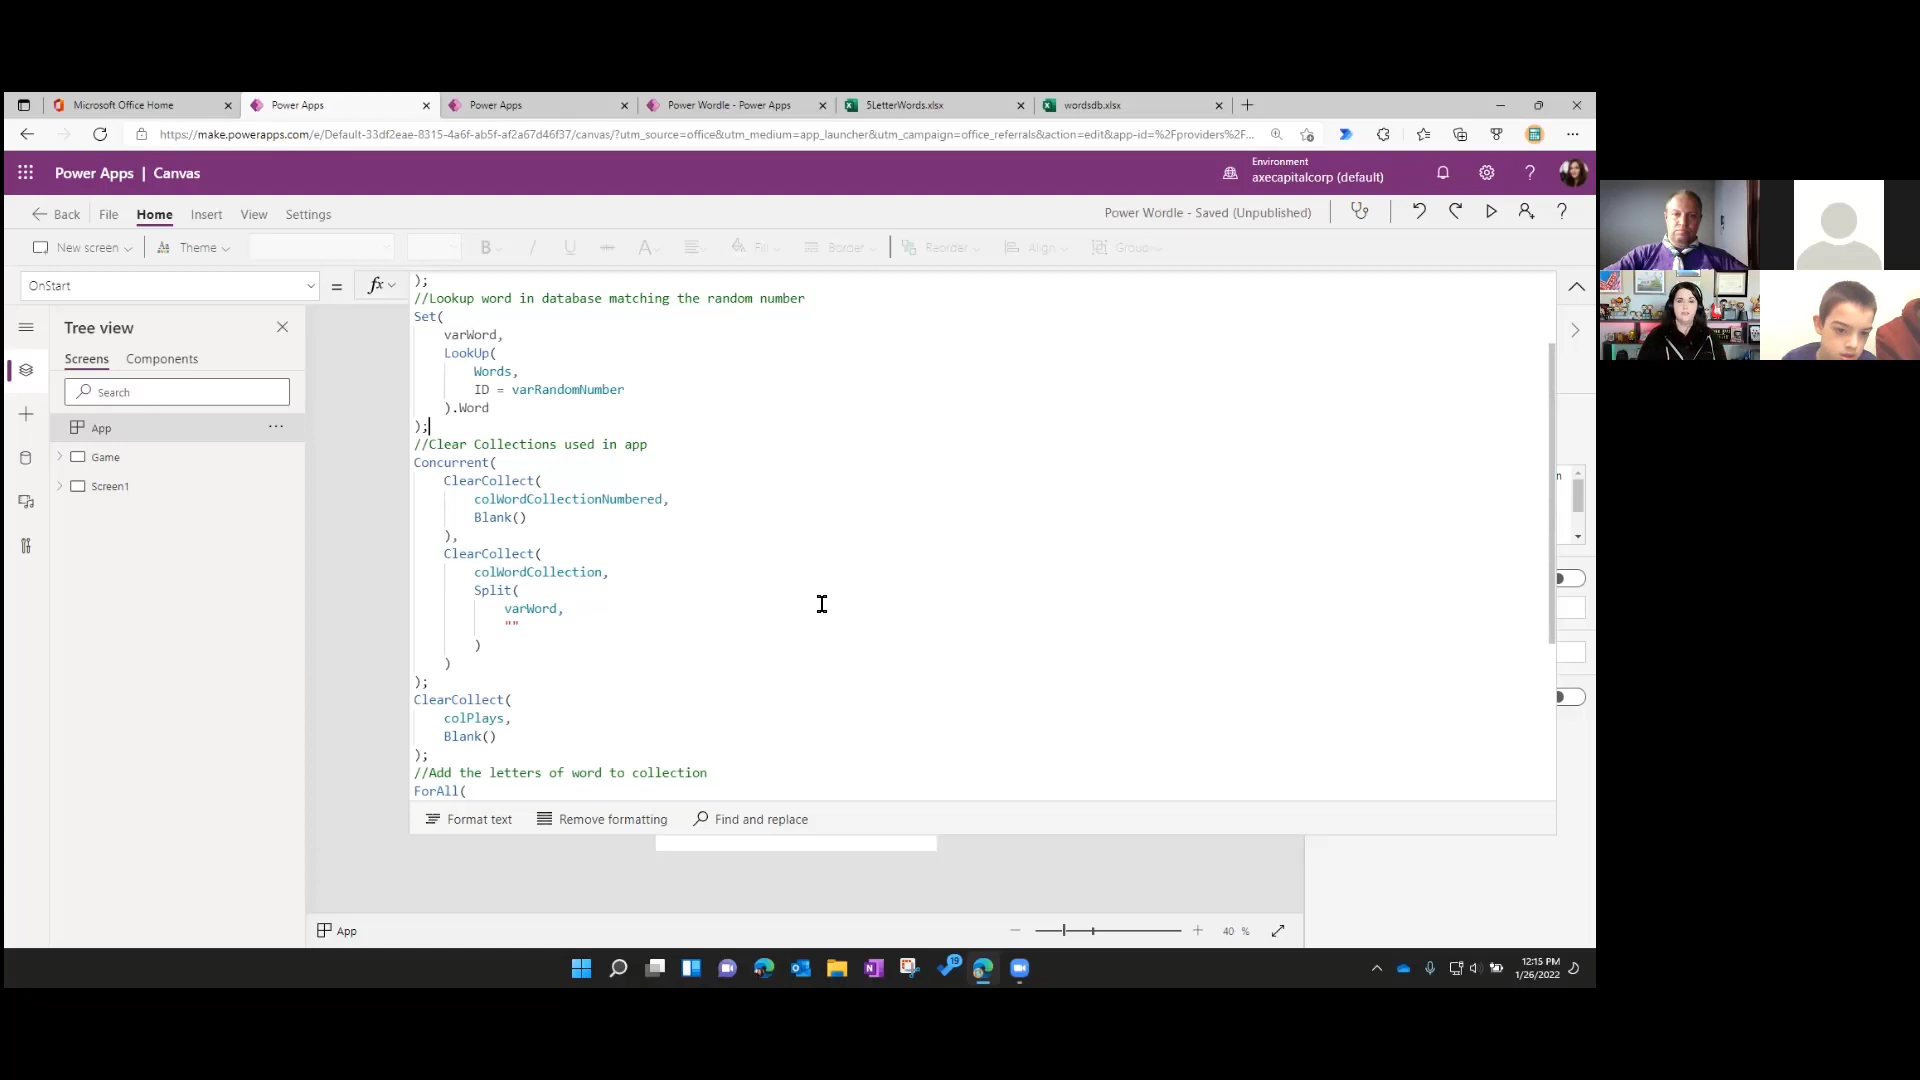 Microsoft Office Home
Power Apps
Power Apps
Power Wordle - Power Apps
5LetterWords.xlsx
wordsdb.xlsx
https://make.powerapps.com/e/Default-33df2eae-8315-4a6f-ab5f-af2a67d46f37/canvas/?utm_source=office&utm_medium=app_launcher&utm_campaign=office_referrals&action=edit&app-id=%2Fproviders%2F...
Power Apps | Canvas
Environment
axecapitalcorp (default)
Back File Home Insert View Settings
Power Wordle - Saved (Unpublished)
New screen Theme B / U A Fill Border Reorder Align Group
OnStart = fx
);
//Lookup word in database matching the random number
Set(
varWord,
LookUp(
Words,
ID = varRandomNumber
).Word
);
//Clear Collections used in app
Concurrent(
ClearCollect(
colWordCollectionNumbered,
Blank()
),
ClearCollect(
colWordCollection,
Split(
varWord,
""
)
)
);
ClearCollect(
colPlays,
Blank()
);
//Add the letters of word to collection
ForAll(
Format text Remove formatting Find and replace
Tree view
Screens Components
Search
App ...
Game
Screen1
n
App
40 %
19
12:15 PM
1/26/2022